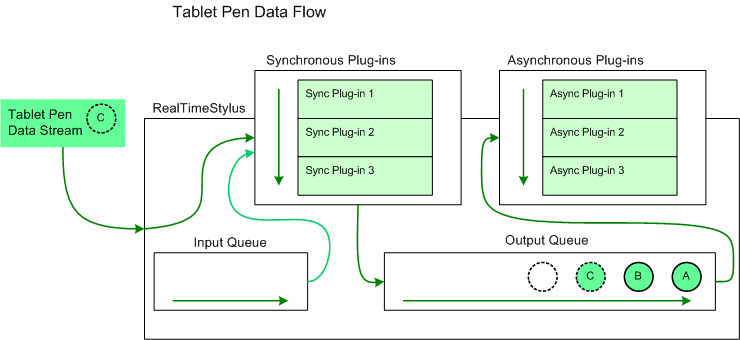 Tablet Pen Data Flow
Synchronous Plug-ins
Asynchronous Plug-ins
Sync Plug-in 1
Sync Plug-in 2
Sync Plug-in 3
Async Plug-in 1
Async Plug-in 2
Async Plug-in 3
Tablet Pen
Data Stream
C
RealTimeStylus
Input Queue
Output Queue
C
B
A